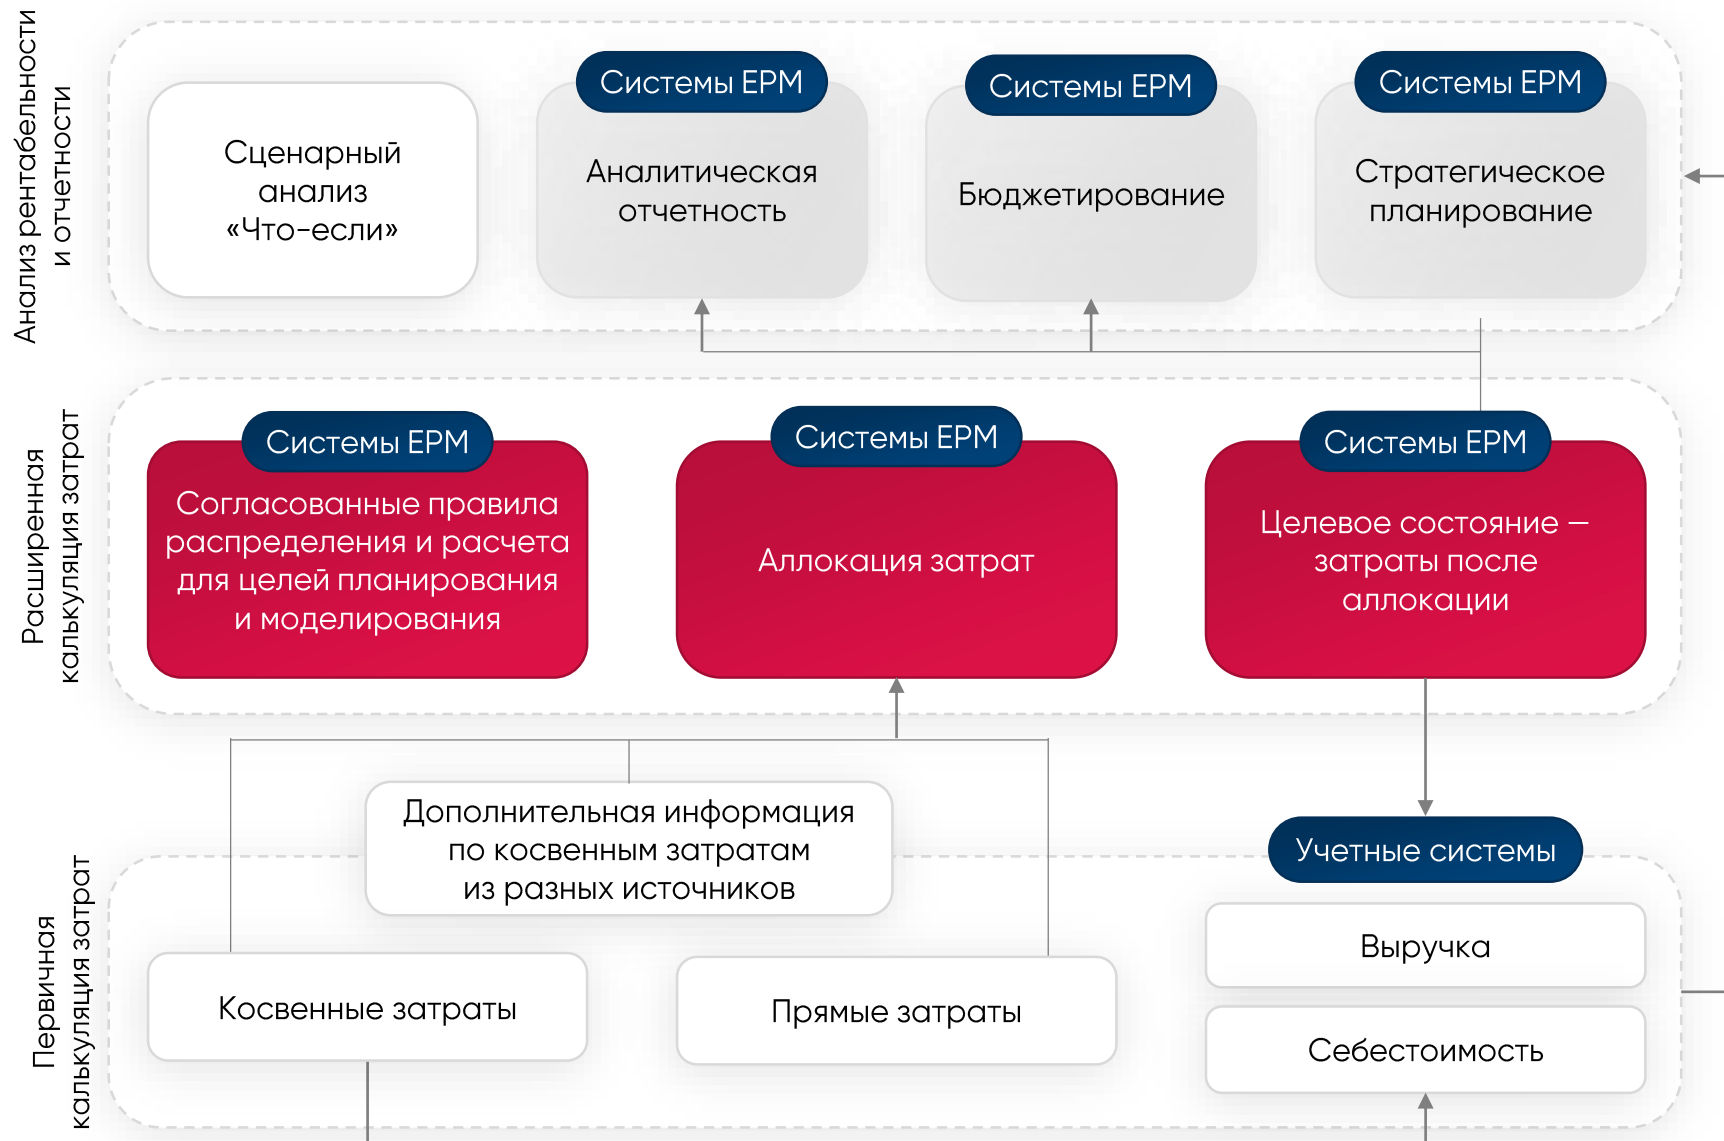 Анализ рентабельности
и отчетности
Сценарный
анализ
«Что-если»
Системы EPM
Аналитическая
отчетность
Системы EPM
Бюджетирование
Системы EPM
Стратегическое
планирование
Расширенная
калькуляция затрат
Системы EPM
Согласованные правила
распределения и расчета
для целей планирования
и моделирования
Системы EPM
Аллокация затрат
Системы EPM
Целевое состояние —
затраты после
аллокации
Первичная
калькуляция затрат
Дополнительная информация
по косвенным затратам
из разных источников
Косвенные затраты
Прямые затраты
Учетные системы
Выручка
Себестоимость